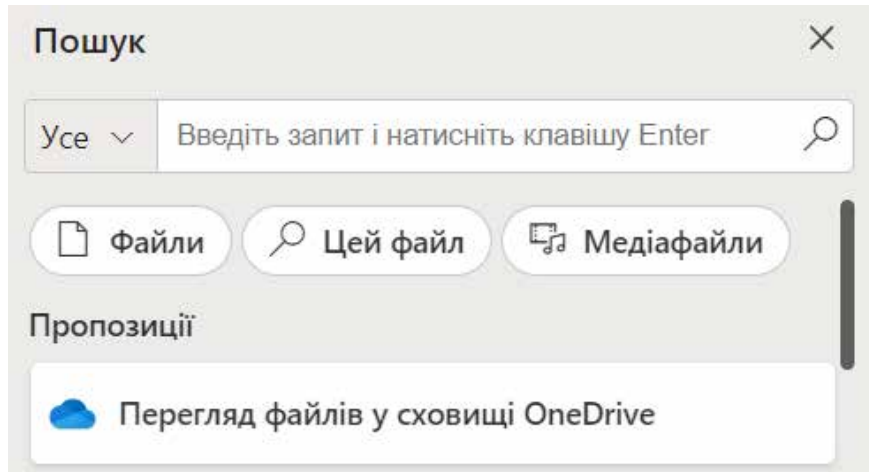 Пошук
Усе Введіть запит і натисніть клавішу Enter
Файли Цей файл Медіафайли
Пропозиції
Перегляд файлів у сховищі OneDrive